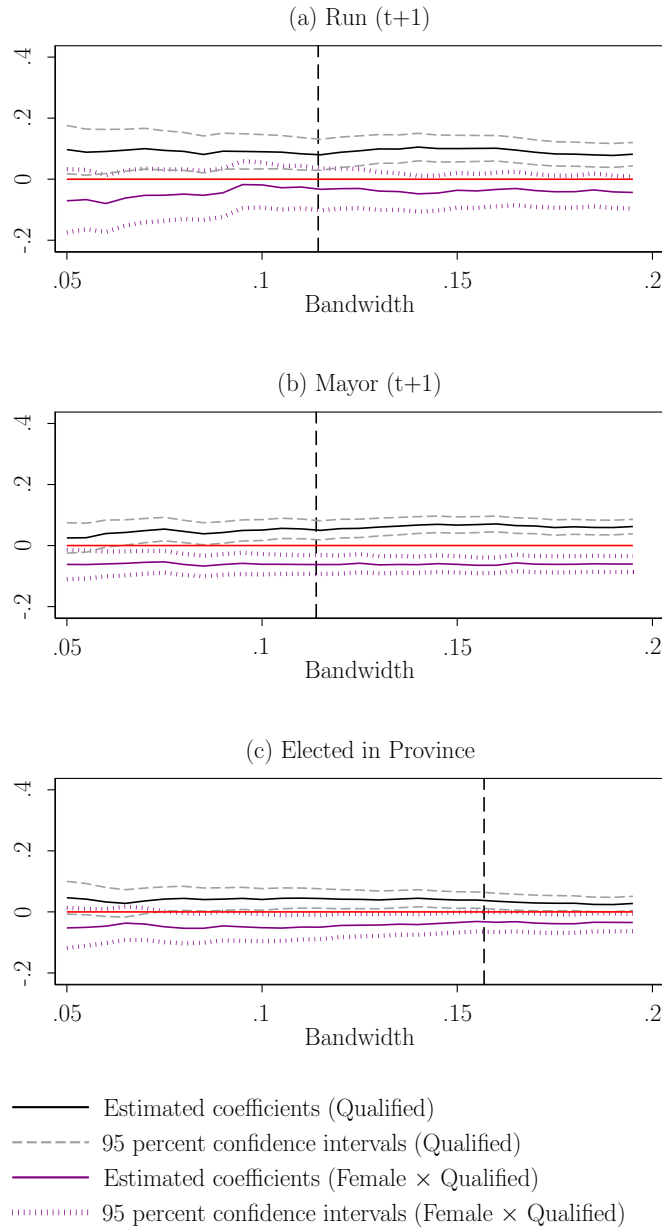 (a) Run (t+1)
.4
.2
0
-.2
.05 .1 .15 .2
Bandwidth
(b) Mayor (t+1)
.4
.2
0
-.2
.05 .1 .15 .2
Bandwidth
(c) Elected in Province
.4
.2
0
-.2
.05 .1 .15 .2
Bandwidth
Estimated coefficients (Qualified)
95 percent confidence intervals (Qualified)
Estimated coefficients (Female × Qualified)
95 percent confidence intervals (Female × Qualified)